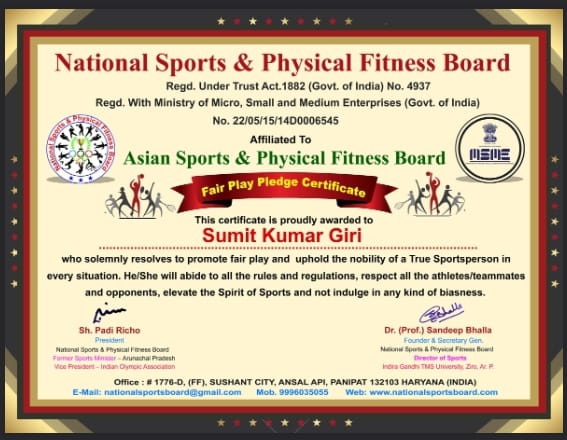 National Sports & Physical Fitness Board
Regd. Under Trust Act.1882 (Govt. of India) No. 4937
Regd. With Ministry of Micro, Small and Medium Enterprises (Govt. of India)
No. 22/05/15/14D0006545
Affiliated To
National Sports & Physical Fitness Board
Asian Sports & Physical Fitness Board
MSME
Fair Play Pledge Certificate
This certificate is proudly awarded to
Sumit Kumar Giri
who solemnly resolves to promote fair play and uphold the nobility of a True Sportsperson in
every situation. He/She will abide to all the rules and regulations, respect all the athletes/teammates
and opponents, elevate the Spirit of Sports and not indulge in any kind of biasness.
Sh. Padi Richo
President
National Sports & Physical Fitness Board
Former Sports Minister – Arunachal Pradesh
Vice President – Indian Olympic Association
Bhalla
Dr. (Prof.) Sandeep Bhalla
Founder & Secretary Gen.
National Sports & Physical Fitness Board
Director of Sports
Indira Gandhi TMS University, Ziro, Ar. P.
Office : # 1776-D, (FF), SUSHANT CITY, ANSAL API, PANIPAT 132103 HARYANA (INDIA)
E-Mail: nationalsportsboard@gmail.com Mob. 9996035055 Web: www.nationalsportsboard.com